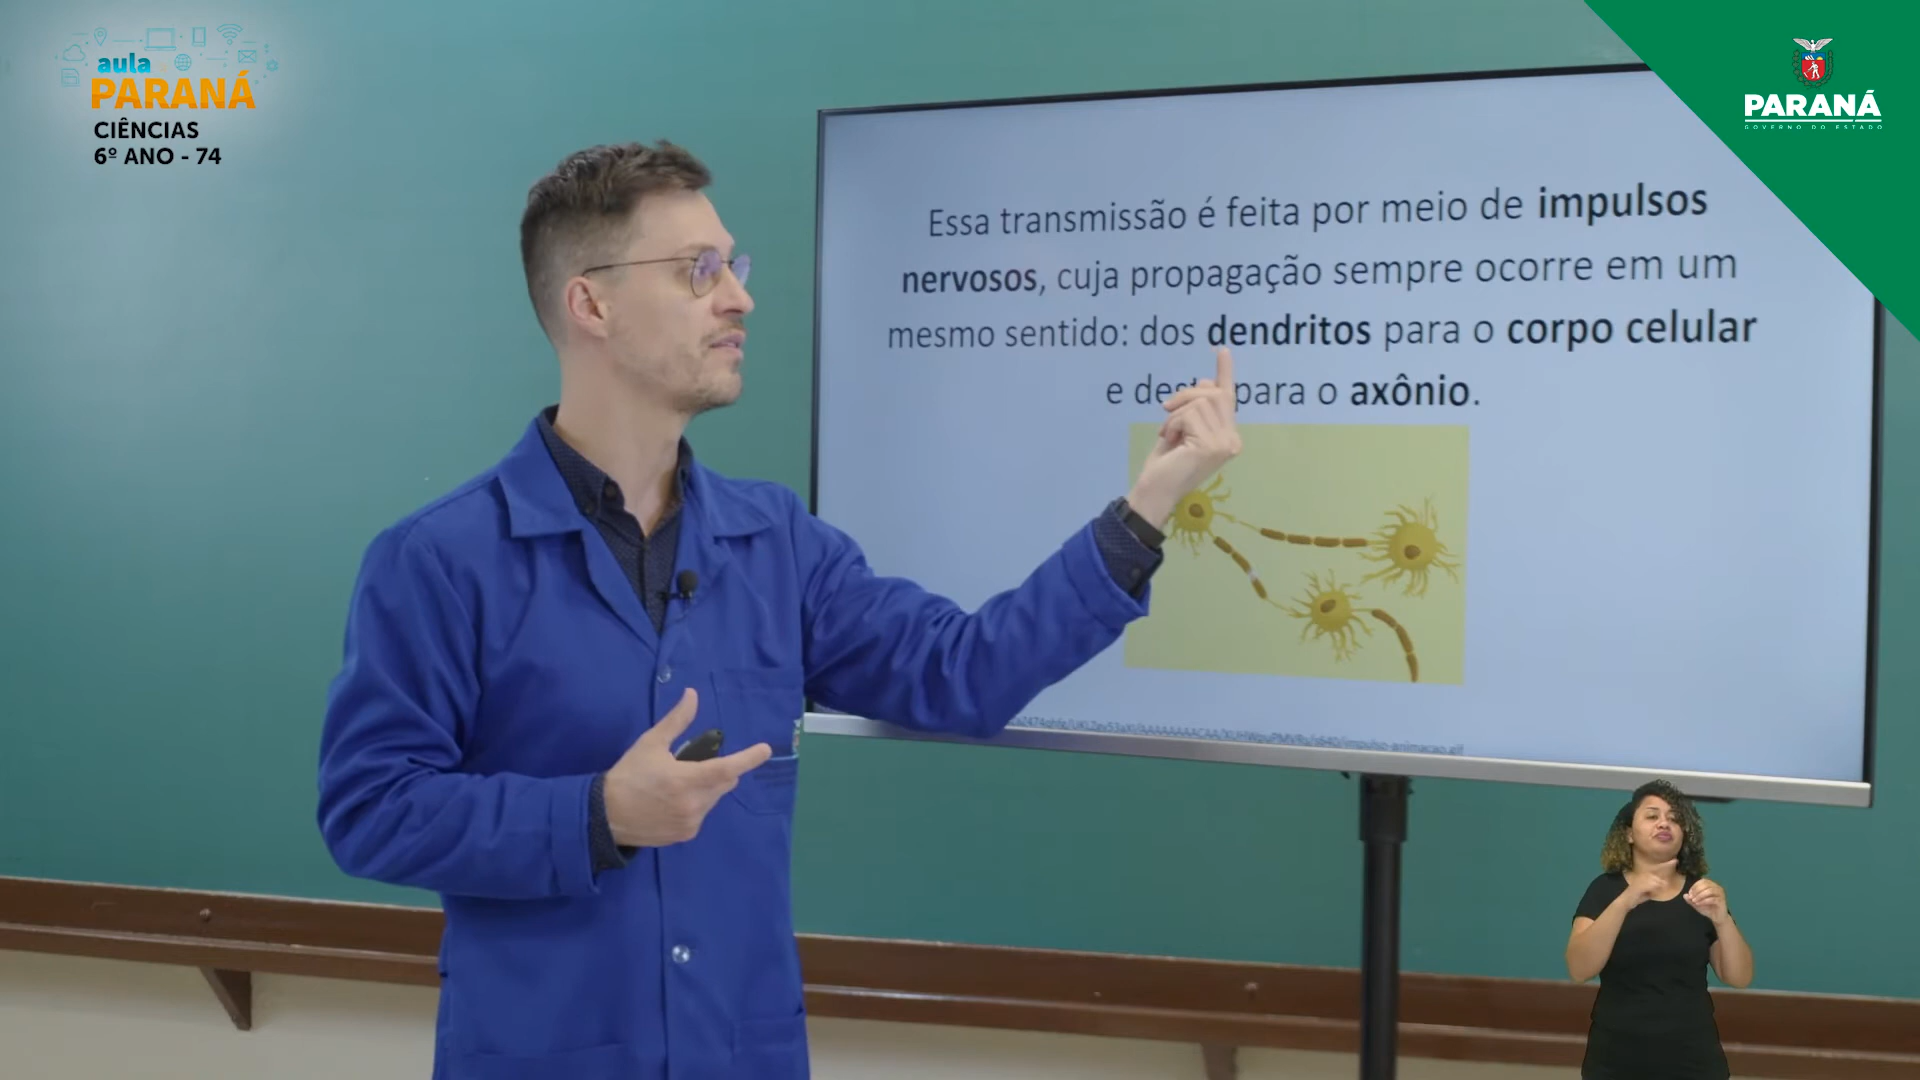 aula
PARANÁ
CIÊNCIAS
6º ANO - 74
PARANÁ
GOVERNO DO ESTADO
Essa transmissão é feita por meio de impulsos
nervosos, cuja propagação sempre ocorre em um
mesmo sentido: dos dendritos para o corpo celular
e para o axônio.